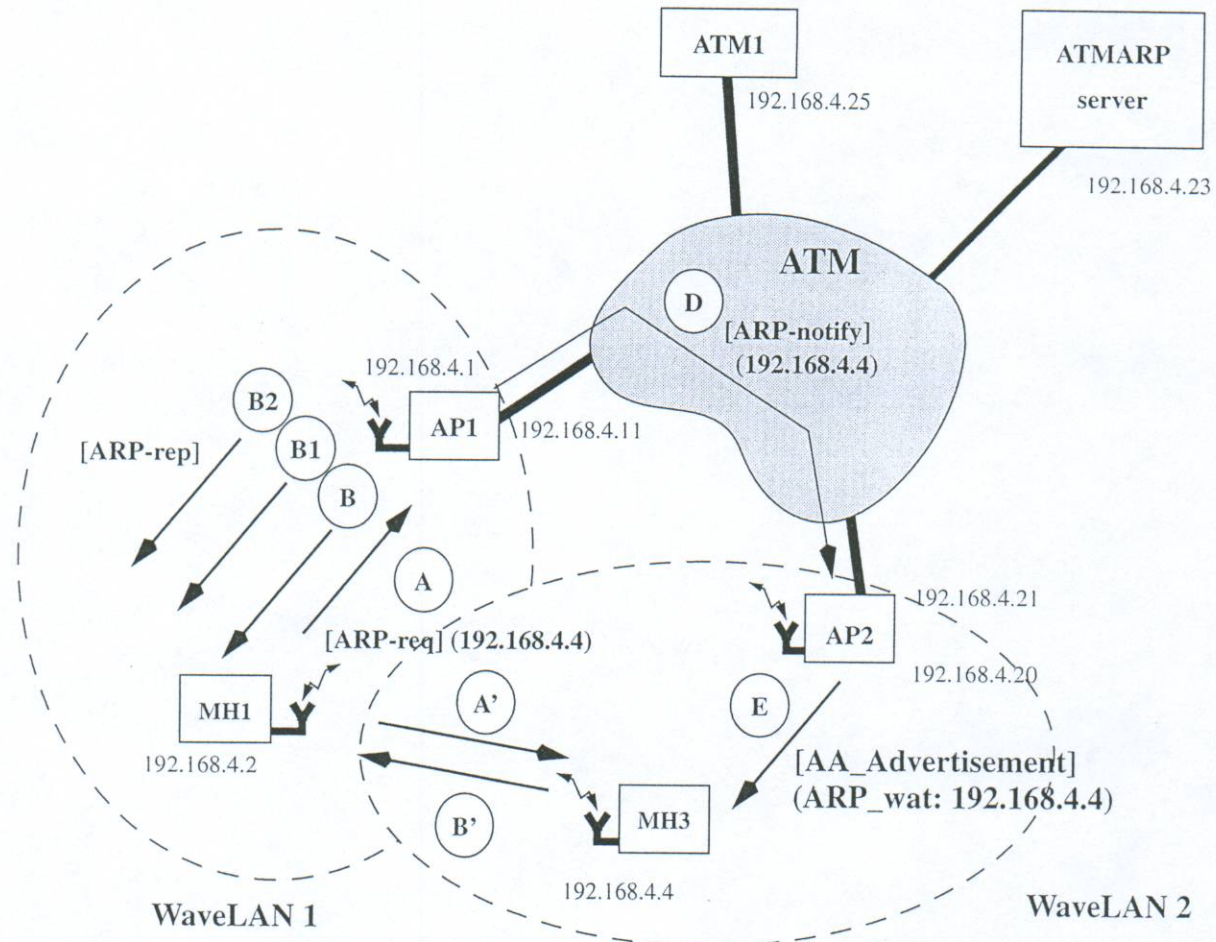 ATM1
192.168.4.25
ATMARP
server
192.168.4.23
ATM
D
[ARP-notify]
(192.168.4.4)
192.168.4.1
AP1
192.168.4.11
B2
B1
B
[ARP-rep]
A
[ARP-req] (192.168.4.4)
MH1
192.168.4.2
A'
B'
192.168.4.21
AP2
192.168.4.20
E
[AA_Advertisement]
(ARP_wat: 192.168.4.4)
MH3
192.168.4.4
WaveLAN 1
WaveLAN 2